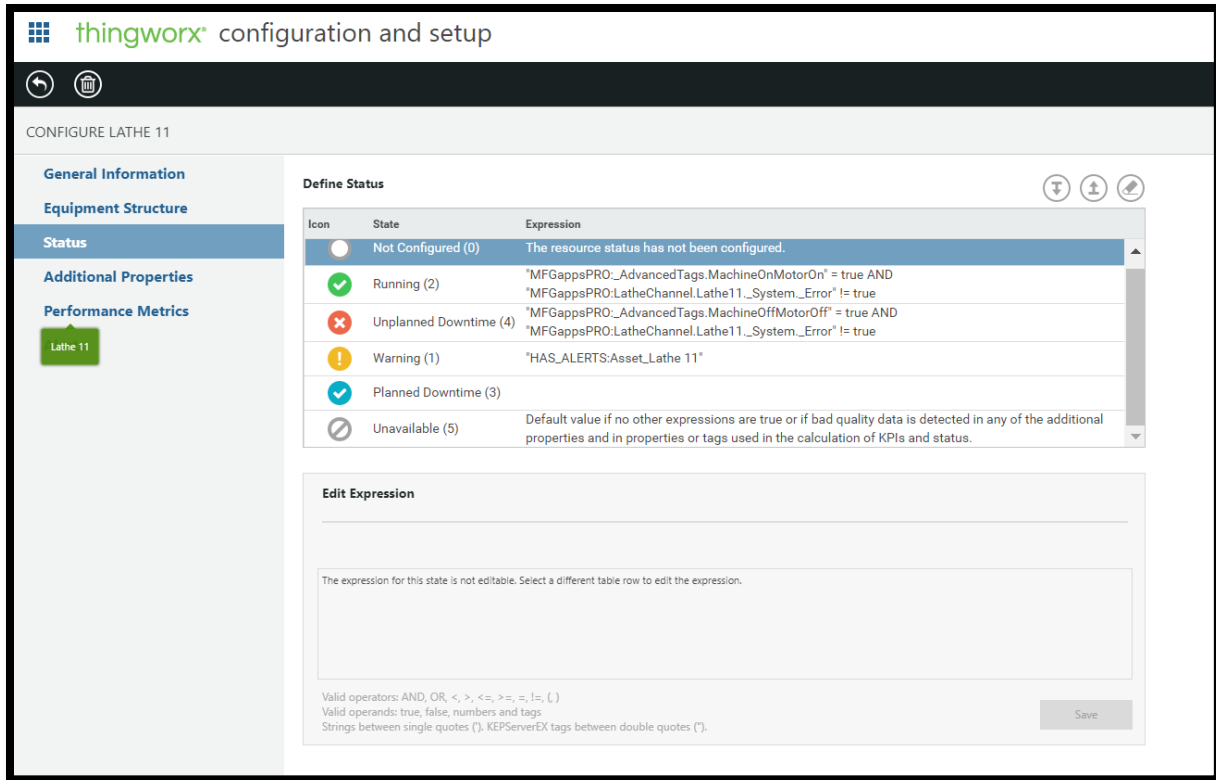 thingworx® configuration and setup
CONFIGURE LATHE 11
General Information
Equipment Structure
Status
Additional Properties
Performance Metrics
Lathe 11
Define Status
Icon State Expression
Not Configured (0) The resource status has not been configured.
Running (2) "MFGappsPRO:_AdvancedTags.MachineOnMotorOn" = true AND
"MFGappsPRO:LatheChannel.Lathe11._System._Error" != true
Unplanned Downtime (4) "MFGappsPRO:_AdvancedTags.MachineOffMotorOff" = true AND
"MFGappsPRO:LatheChannel.Lathe11._System._Error" != true
Warning (1) "HAS_ALERTS:Asset_Lathe 11"
Planned Downtime (3)
Unavailable (5) Default value if no other expressions are true or if bad quality data is detected in any of the additional
properties and in properties or tags used in the calculation of KPIs and status.
Edit Expression
The expression for this state is not editable. Select a different table row to edit the expression.
Valid operators: AND, OR, <, >, <=, >=, =, !=, (, )
Valid operands: true, false, numbers and tags
Strings between single quotes ('). KEPServerEX tags between double quotes (").
Save